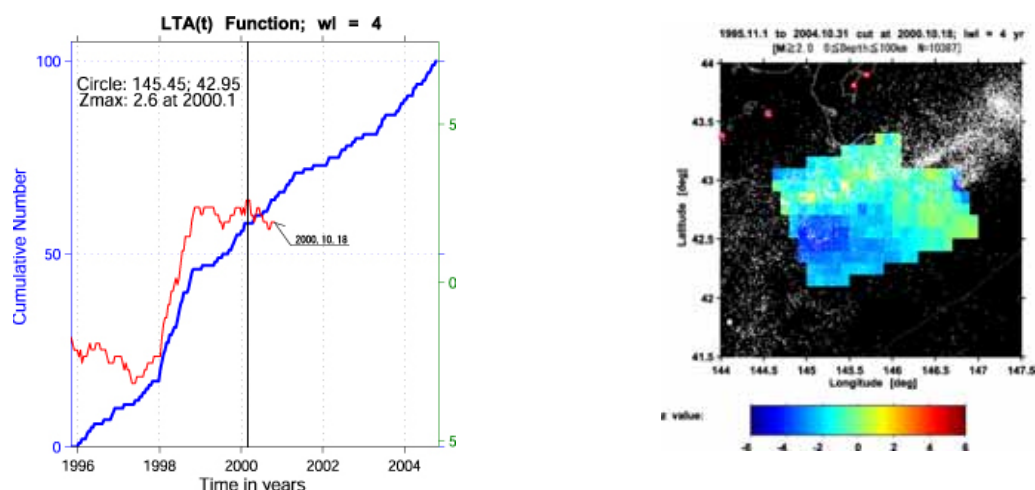 LTA(t) Function; wl = 4
Circle: 145.45; 42.95
Zmax: 2.6 at 2000.1
2000.10.18
Cumulative Number
100
50
0
5
0
5
1996 1998 2000 2002 2004
Time in years
1995.11.1 to 2004.10.31 cut at 2000.10.18; lwl = 4 yr
[M≥2.0 0≤Depth≤100km N=10387]
Latitude [deg]
44
43.5
43
42.5
42
41.5
144 144.5 145 145.5 146 146.5 147 147.5
Longitude [deg]
z value:
-6 -4 -2 0 2 4 6